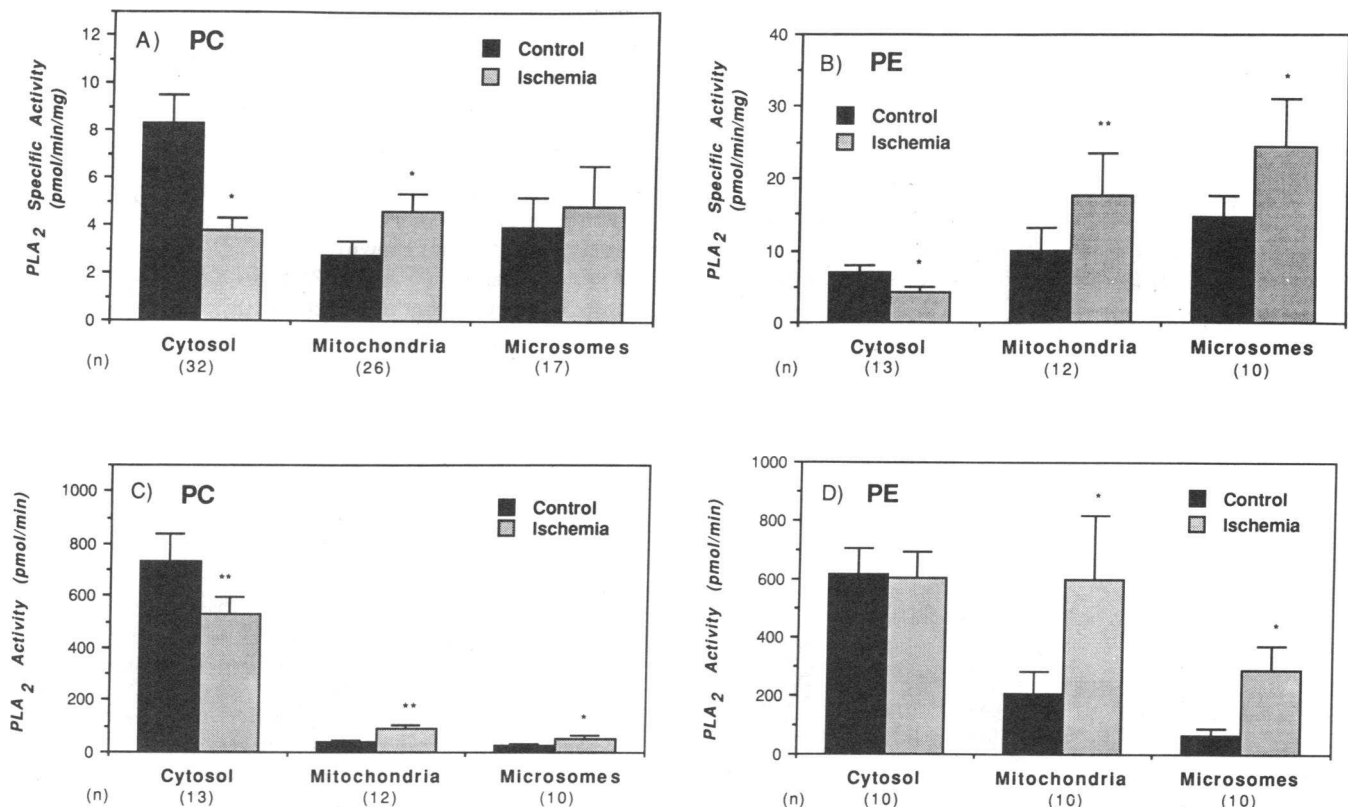 A) PC
Control
Ischemia
PLA2 Specific Activity
(pmol/min/mg)
12
10
8
6
4
2
0
*
*
Cytosol Mitochondria Microsomes
(n) (32) (26) (17)
B) PE
Control
Ischemia
PLA2 Specific Activity
(pmol/min/mg)
40
30
20
10
0
*
**
*
Cytosol Mitochondria Microsomes
(n) (13) (12) (10)
C) PC
Control
Ischemia
PLA2 Activity (pmol/min)
1000
800
600
400
200
0
**
**
*
Cytosol Mitochondria Microsomes
(n) (13) (12) (10)
D) PE
Control
Ischemia
PLA2 Activity (pmol/min)
1000
800
600
400
200
0
*
*
Cytosol Mitochondria Microsomes
(n) (10) (10) (10)